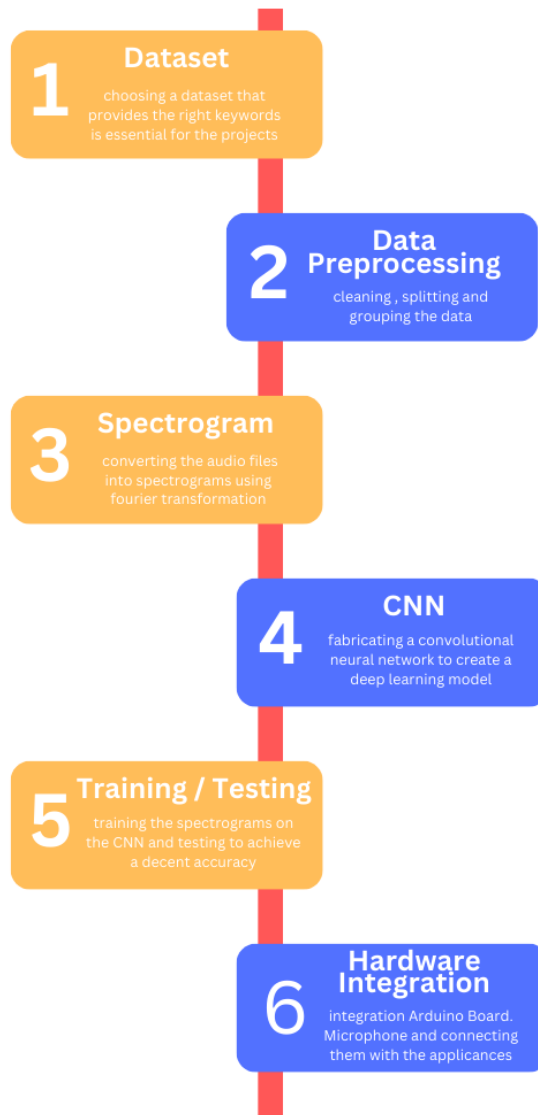 1
Dataset
choosing a dataset that
provides the right keywords
is essential for the projects
2
Data
Preprocessing
cleaning , splitting and
grouping the data
3
Spectrogram
converting the audio files
into spectrograms using
fourier transformation
4
CNN
fabricating a convolutional
neural network to create a
deep learning model
5
Training / Testing
training the spectrograms on
the CNN and testing to achieve
a decent accuracy
6
Hardware
Integration
integration Arduino Board.
Microphone and connecting
them with the applicances